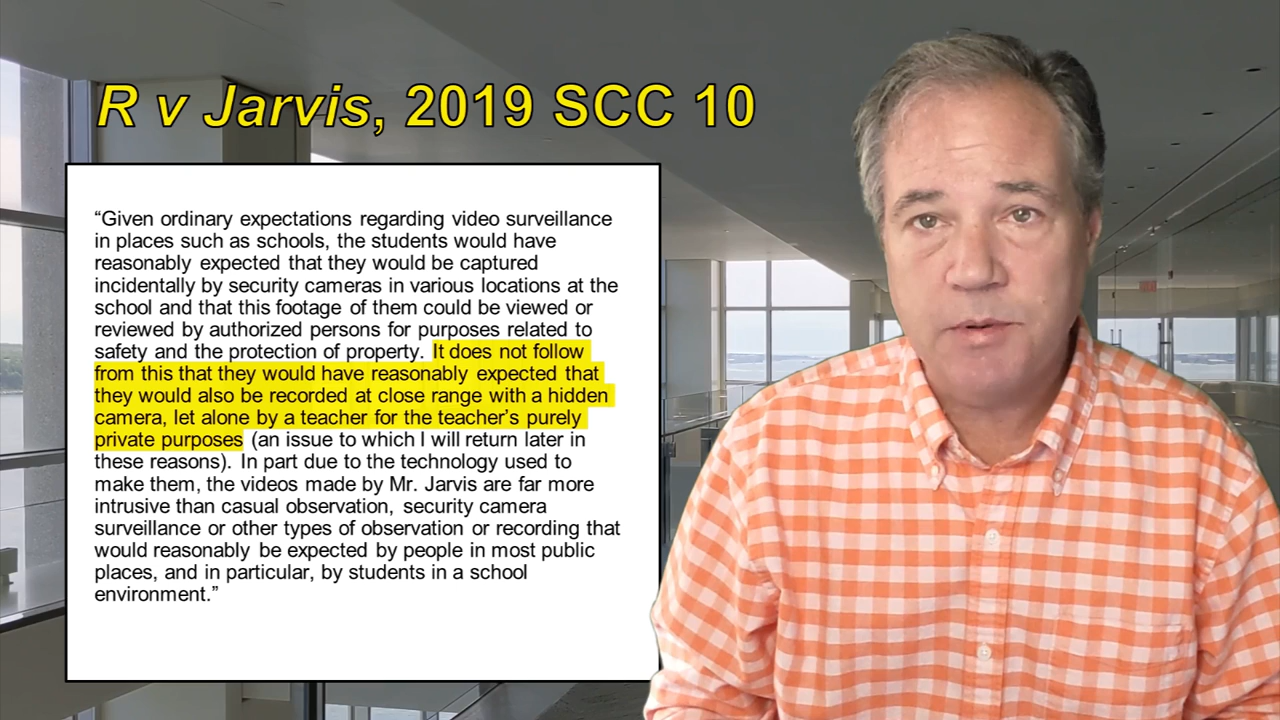 R v Jarvis, 2019 SCC 10
“Given ordinary expectations regarding video surveillance
in places such as schools, the students would have
reasonably expected that they would be captured
incidentally by security cameras in various locations at the
school and that this footage of them could be viewed or
reviewed by authorized persons for purposes related to
safety and the protection of property. It does not follow
from this that they would have reasonably expected that
they would also be recorded at close range with a hidden
camera, let alone by a teacher for the teacher’s purely
private purposes (an issue to which I will return later in
these reasons). In part due to the technology used to
make them, the videos made by Mr. Jarvis are far more
intrusive than casual observation, security camera
surveillance or other types of observation or recording that
would reasonably be expected by people in most public
places, and in particular, by students in a school
environment.”